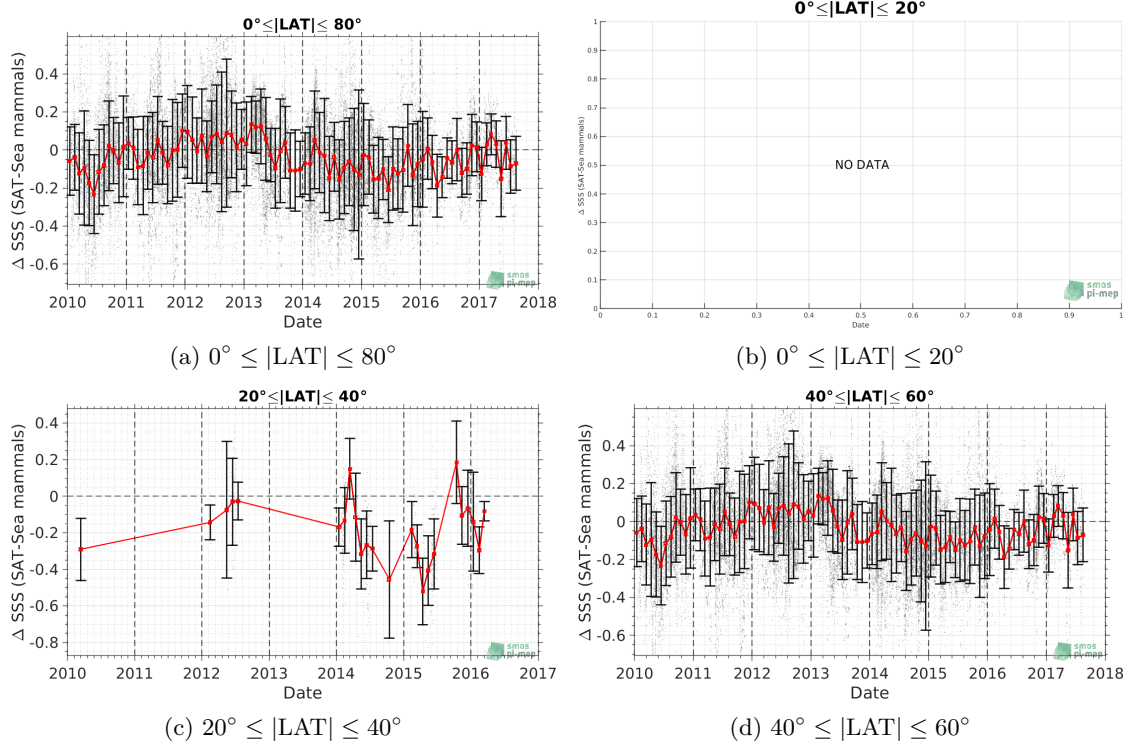 0°≤|LAT|≤ 80°
Δ SSS (SAT-Sea mammals)
0.4
0.2
0
-0.2
-0.4
-0.6
2010 2011 2012 2013 2014 2015 2016 2017 2018
Date
smos
pi-mep
(a) 0° ≤ |LAT| ≤ 80°
0°≤|LAT|≤ 20°
Δ SSS (SAT-Sea mammals)
1
0.9
0.8
0.7
0.6
0.5
0.4
0.3
0.2
0.1
0
NO DATA
0 0.1 0.2 0.3 0.4 0.5 0.6 0.7 0.8 0.9 1
Date
smos
pi-mep
(b) 0° ≤ |LAT| ≤ 20°
20°≤|LAT|≤ 40°
Δ SSS (SAT-Sea mammals)
0.4
0.2
0
-0.2
-0.4
-0.6
-0.8
2010 2011 2012 2013 2014 2015 2016 2017
Date
smos
pi-mep
(c) 20° ≤ |LAT| ≤ 40°
40°≤|LAT|≤ 60°
Δ SSS (SAT-Sea mammals)
0.4
0.2
0
-0.2
-0.4
-0.6
2010 2011 2012 2013 2014 2015 2016 2017 2018
Date
smos
pi-mep
(d) 40° ≤ |LAT| ≤ 60°